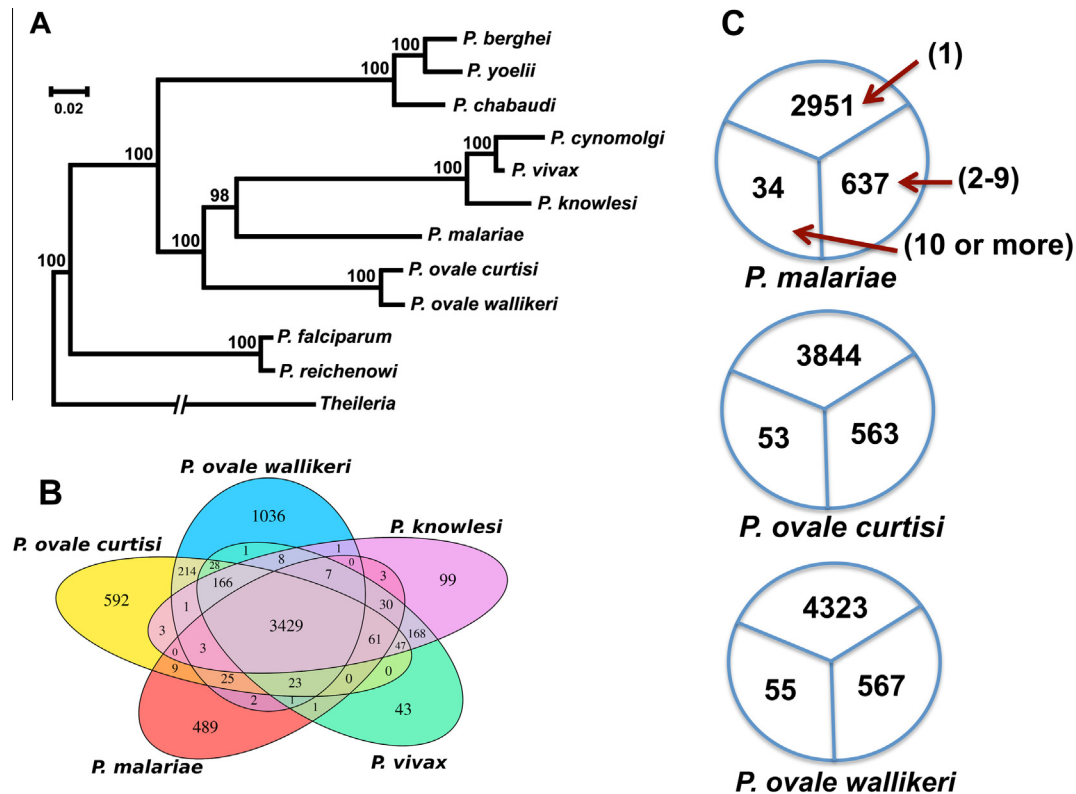 A
0.02
100
100
P. berghei
P. yoelii
P. chabaudi
100
100
100
P. cynomolgi
P. vivax
P. knowlesi
98
P. malariae
100
100
P. ovale curtisi
P. ovale wallikeri
100
100
P. falciparum
P. reichenowi
Theileria
B
P. ovale wallikeri
P. knowlesi
P. ovale curtisi
P. malariae
P. vivax
1036
1
8
1
0
3
99
214
28
166
7
30
592
1
3429
61
47
168
3
0
3
9
25
23
0
0
2
1
1
489
43
C
2951
(1)
34
637
(2-9)
(10 or more)
P. malariae
3844
53
563
P. ovale curtisi
4323
55
567
P. ovale wallikeri